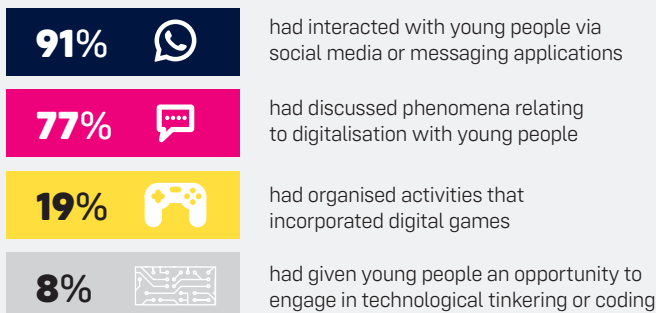 91%
had interacted with young people via
social media or messaging applications
77%
had discussed phenomena relating
to digitalisation with young people
19%
had organised activities that
incorporated digital games
8%
had given young people an opportunity to
engage in technological tinkering or coding